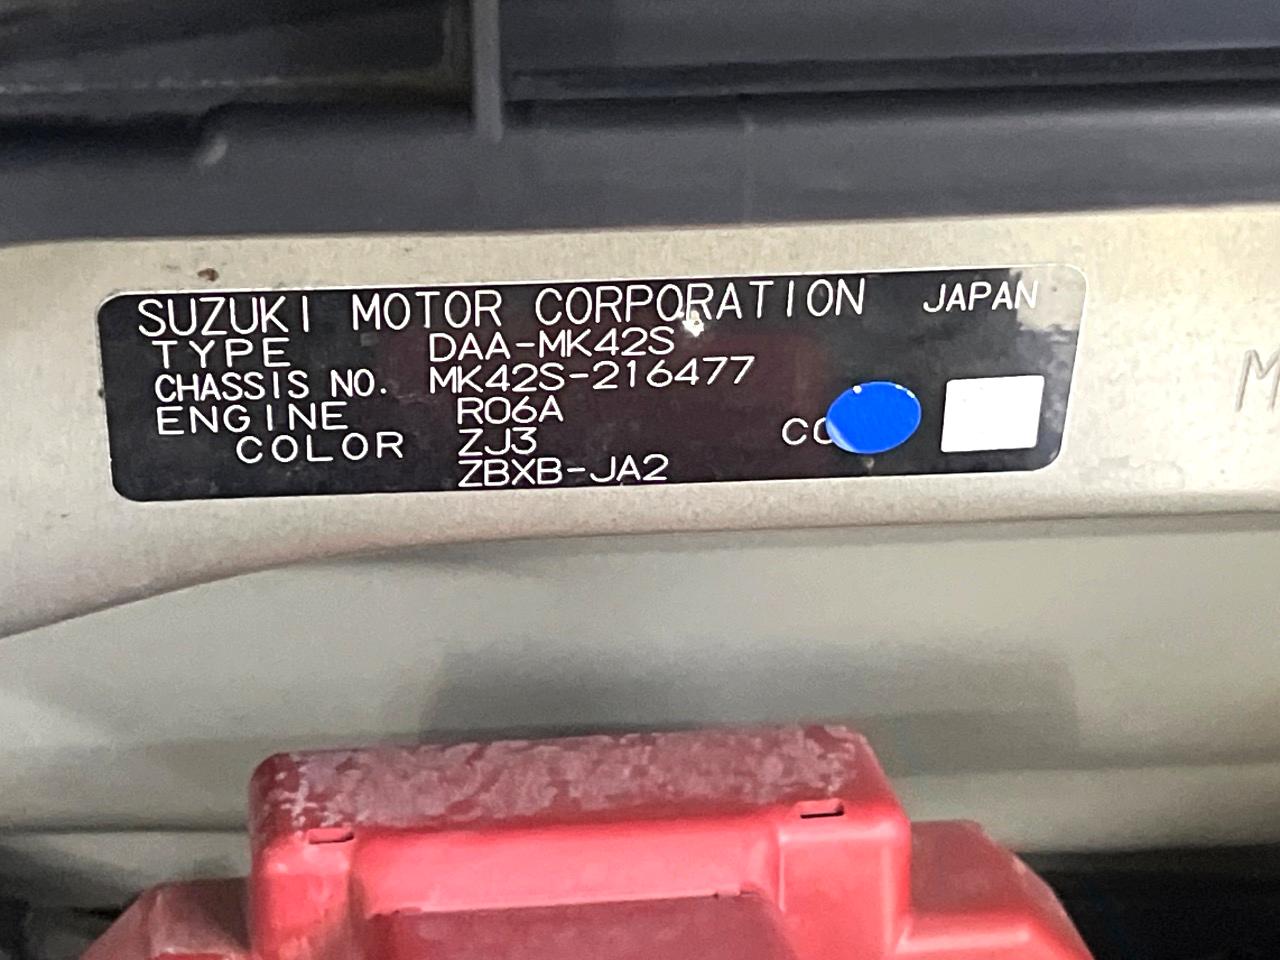 SUZUKI MOTOR CORPORATION JAPAN
TYPE DAA-MK42S
CHASSIS NO. MK42S-216477
ENGINE R06A
COLOR ZJ3
ZBXB-JA2